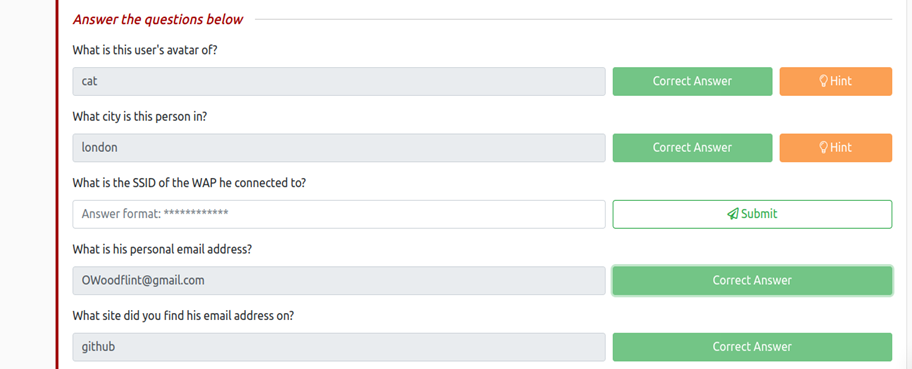 Answer the questions below
What is this user's avatar of?
cat Correct Answer Hint
What city is this person in?
london Correct Answer Hint
What is the SSID of the WAP he connected to?
Answer format: ************ Submit
What is his personal email address?
OWoodflint@gmail.com Correct Answer
What site did you find his email address on?
github Correct Answer